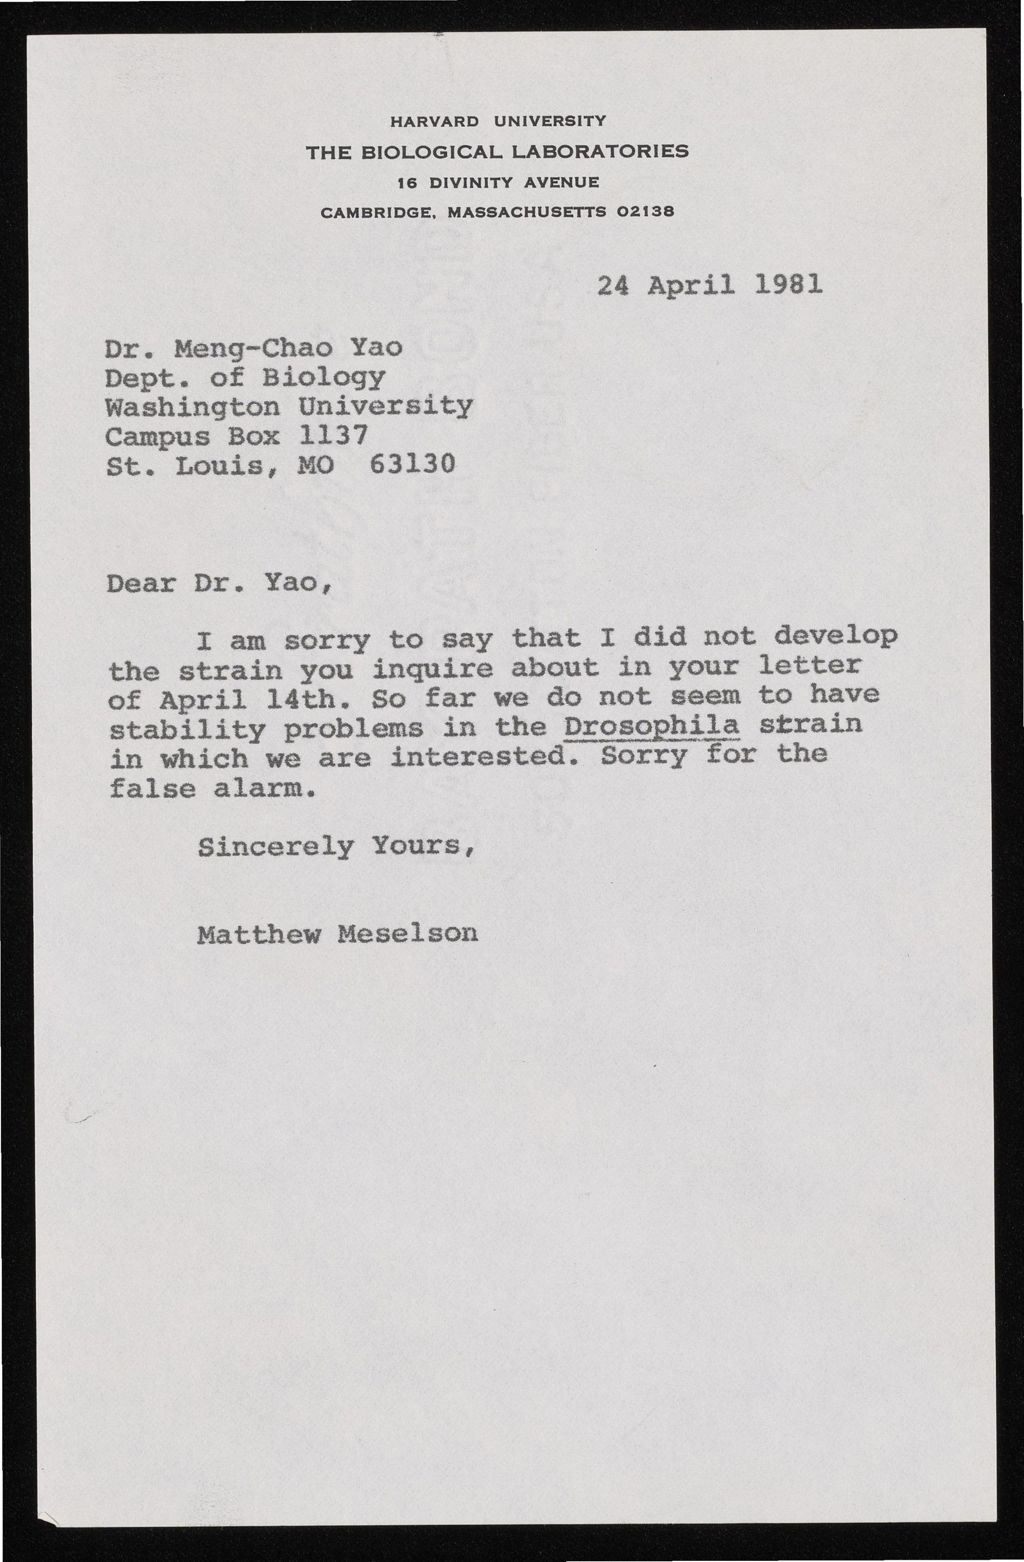 HARVARD UNIVERSITY
THE BIOLOGICAL LABORATORIES
16 DIVINITY AVENUE
CAMBRIDGE, MASSACHUSETTS 02138
24 April 1981
Dr. Meng-Chao Yao
Dept. of Biology
Washington University
Campus Box 1137
St. Louis, MO 63130
Dear Dr. Yao,
I am sorry to say that I did not develop
the strain you inquire about in your letter
of April 14th. So far we do not seem to have
stability problems in the Drosophila strain
in which we are interested. Sorry for the
false alarm.
Sincerely Yours,
Matthew Meselson